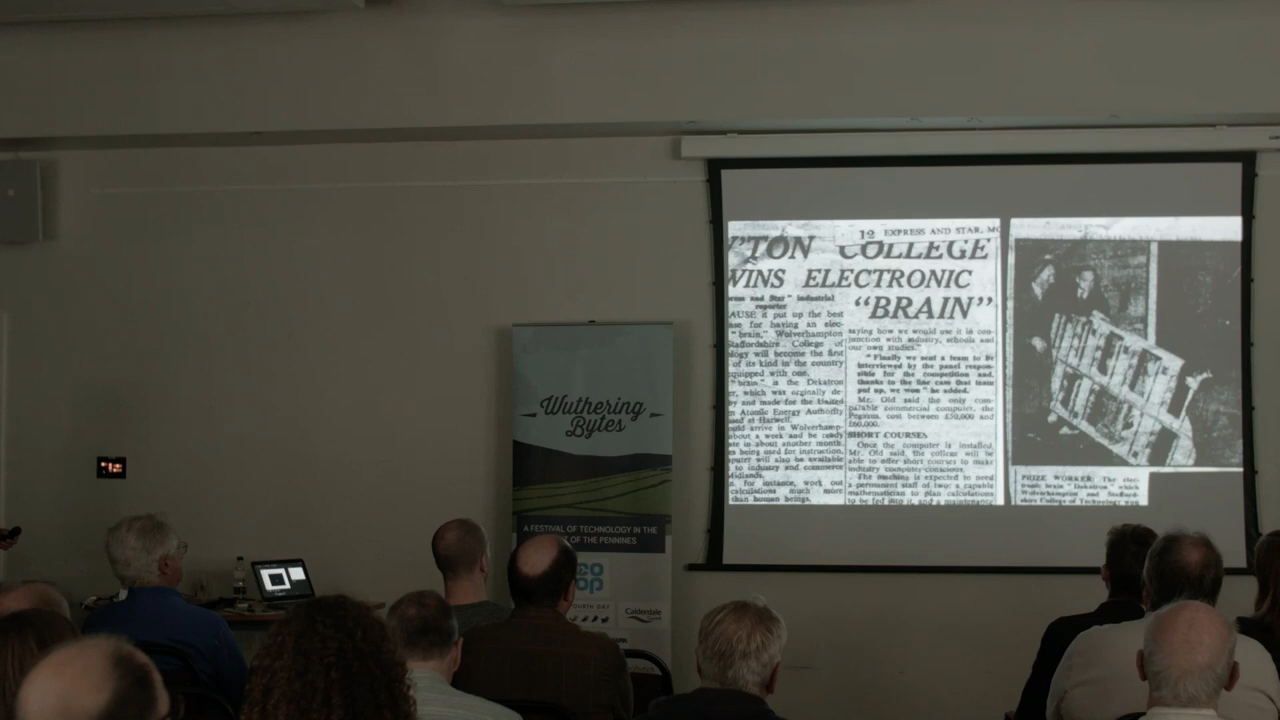 Wuthering
Bytes
A FESTIVAL OF TECHNOLOGY IN THE
OF THE PENNINES
CO
OP
OURTH DAY
Calderdale
12 EXPRESS AND STAR, MO
'TON COLLEGE
WINS ELECTRONIC
"BRAIN"
and Star" industrial
reporter
AUSE it put up the best
for having an elec-
"brain," Wolverhampton
Staffordshire College of
will become the first
of its kind in the country
equipped with one.
"brain" is the Dekatron
which was orginally de-
and made for the United
Atomic Energy Authority
at Harwell.
arrive in Wolverhamp-
about a week and be ready
in about another month.
being used for instruction,
will also be available
to industry and commerce
Midlands.
for instance, work out
calculations much more
than human beings.
saying how we would use it in con-
junction with industry, schools and
our own studies."
"Finally we sent a team to be
interviewed by the panel respon-
sible for the competition and,
thanks to the fine case that team
put up, we won" he added.
Mr. Old said the only com-
palable commercial computer, the
Pegasus, cost between £50,000 and
£60,000.
SHORT COURSES
Once the computer is installed,
Mr. Old said, the college will be
able to offer short courses to make
industry computer-conscious.
The machine is expected to need
a permanent staff of two: a capable
mathematician to plan calculations
to be fed into it, and a maintenance
PRIZE WORKER: The elec-
tronic brain "Dekatron" which
Wolverhampton and Stafford-
shire College of Technology won